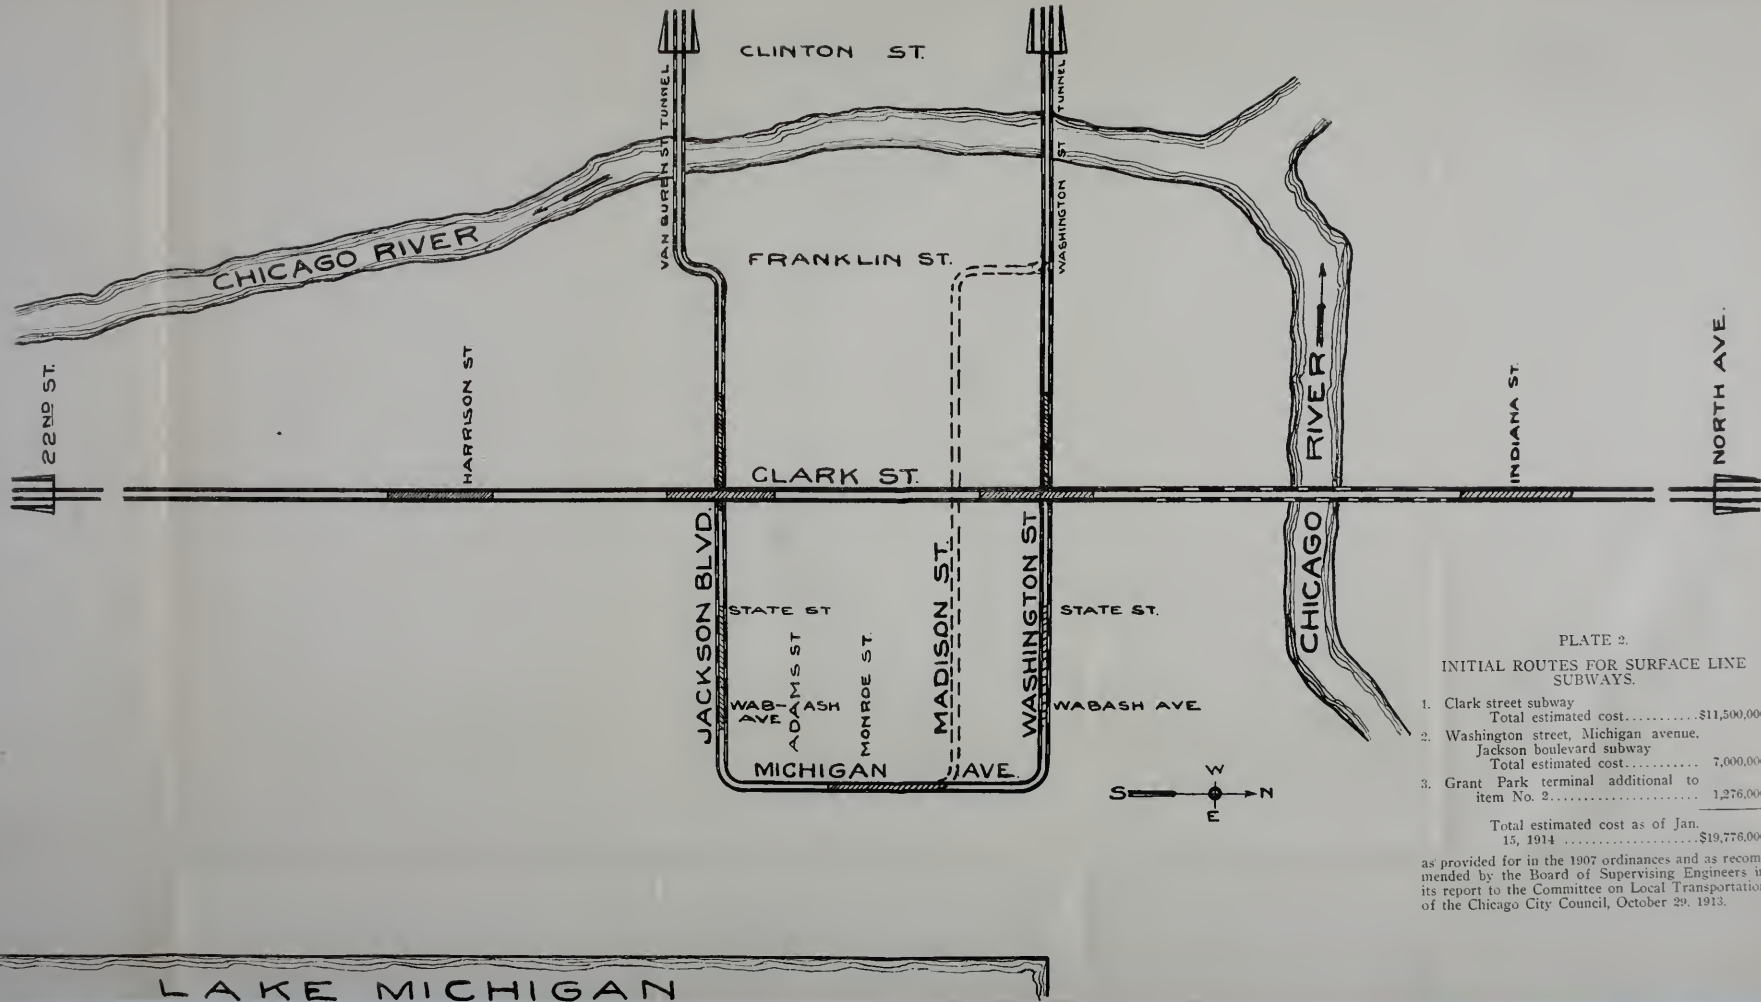 CLINTON ST.
VAN BUREN ST. TUNNEL
WASHINGTON ST TUNNEL
CHICAGO RIVER
FRANKLIN ST.
22ND ST.
HARRISON ST
CLARK ST.
INDIANA ST.
NORTH AVE.
CHICAGO RIVER
JACKSON BLVD.
STATE ST
WAB-ASH
AVE
ADAMS ST
MONROE ST.
MADISON ST.
WASHINGTON ST
STATE ST.
WABASH AVE
MICHIGAN AVE.
W
S N
E
LAKE MICHIGAN
PLATE 2.
INITIAL ROUTES FOR SURFACE LINE
SUBWAYS.
1. Clark street subway
Total estimated cost...........$11,500,00
2. Washington street, Michigan avenue,
Jackson boulevard subway
Total estimated cost........... 7,000,00
3. Grant Park terminal additional to
item No. 2..................... 1,276,00
Total estimated cost as of Jan.
15, 1914 .....................$19,776,00
as provided for in the 1907 ordinances and as recom
mended by the Board of Supervising Engineers i
its report to the Committee on Local Transportatio
of the Chicago City Council, October 29. 1913.